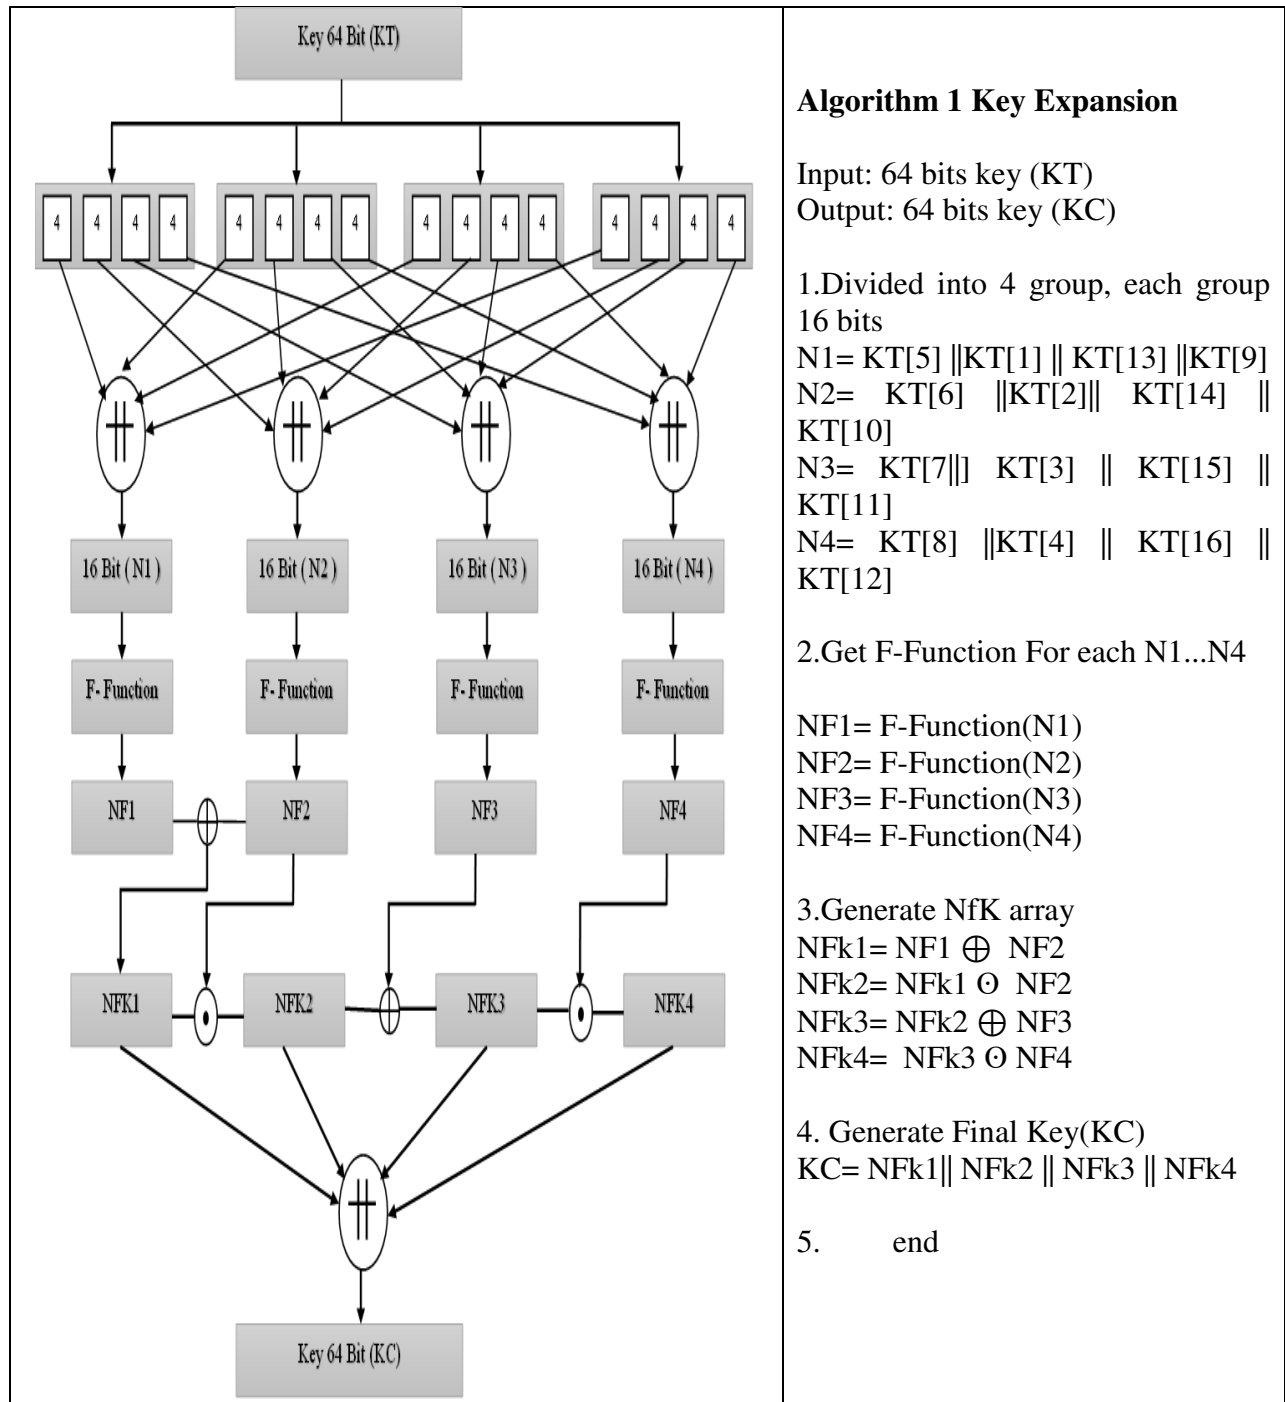 Key 64 Bit (KT)
4 4 4 4 4 4 4 4 4 4 4 4 4 4 4 4
16 Bit ( N1 ) 16 Bit ( N2 ) 16 Bit ( N3 ) 16 Bit ( N4 )
F- Function F- Function F- Function F- Function
NF1 NF2 NF3 NF4
NFK1 NFK2 NFK3 NFK4
Key 64 Bit (KC)
Algorithm 1 Key Expansion
Input: 64 bits key (KT)
Output: 64 bits key (KC)
1.Divided into 4 group, each group
16 bits
N1= KT[5] ||KT[1] || KT[13] ||KT[9]
N2= KT[6] ||KT[2]|| KT[14] ||
KT[10]
N3= KT[7||] KT[3] || KT[15] ||
KT[11]
N4= KT[8] ||KT[4] || KT[16] ||
KT[12]
2.Get F-Function For each N1...N4
NF1= F-Function(N1)
NF2= F-Function(N2)
NF3= F-Function(N3)
NF4= F-Function(N4)
3.Generate NfK array
NFk1= NF1 ⊕ NF2
NFk2= NFk1 ʘ NF2
NFk3= NFk2 ⊕ NF3
NFk4= NFk3 ʘ NF4
4. Generate Final Key(KC)
KC= NFk1|| NFk2 || NFk3 || NFk4
5. end